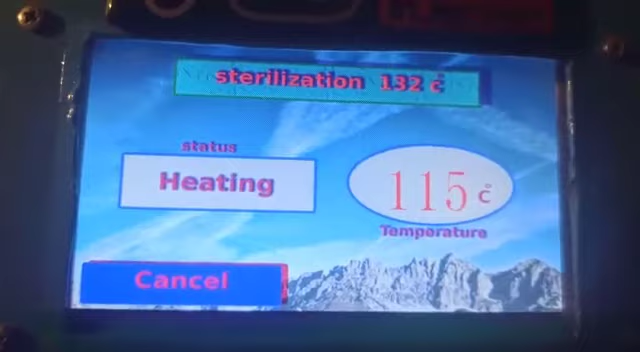 sterilization 132 c°
status
Heating
115 c°
Temperature
Cancel